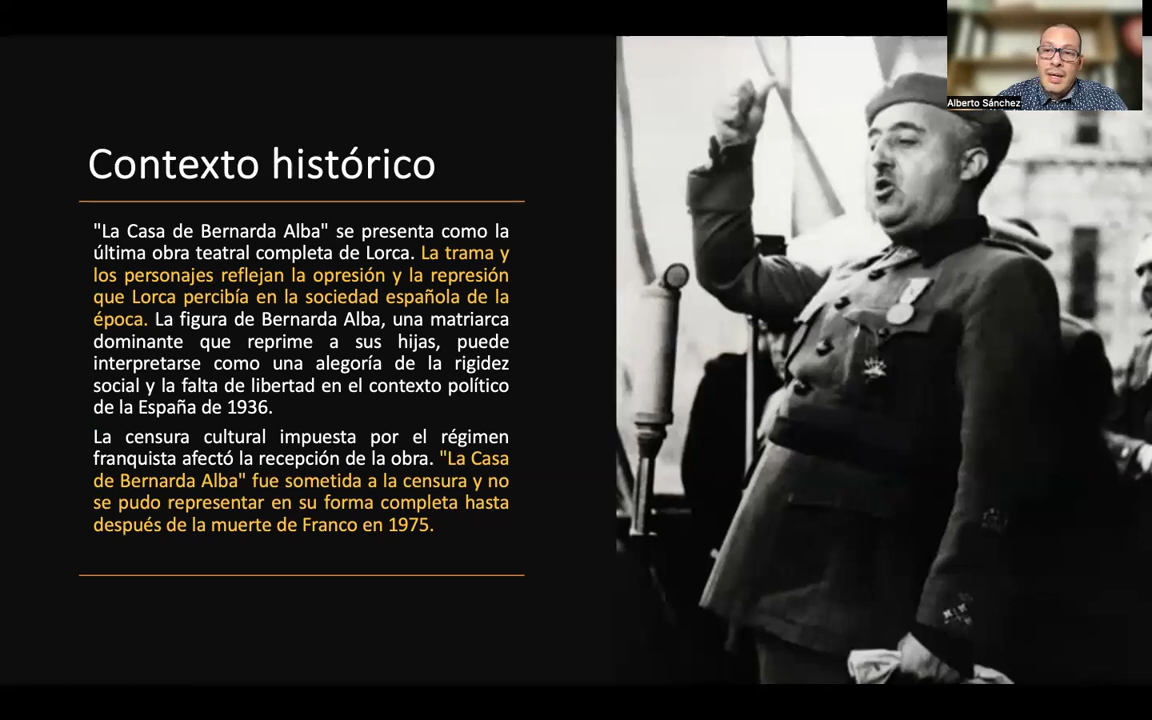 Contexto histórico
"La Casa de Bernarda Alba" se presenta como la
última obra teatral completa de Lorca. La trama y
los personajes reflejan la opresión y la represión
que Lorca percibía en la sociedad española de la
época. La figura de Bernarda Alba, una matriarca
dominante que reprime a sus hijas, puede
interpretarse como una alegoría de la rigidez
social y la falta de libertad en el contexto político
de la España de 1936.
La censura cultural impuesta por el régimen
franquista afectó la recepción de la obra. "La Casa
de Bernarda Alba" fue sometida a la censura y no
se pudo representar en su forma completa hasta
después de la muerte de Franco en 1975.
Alberto Sánchez